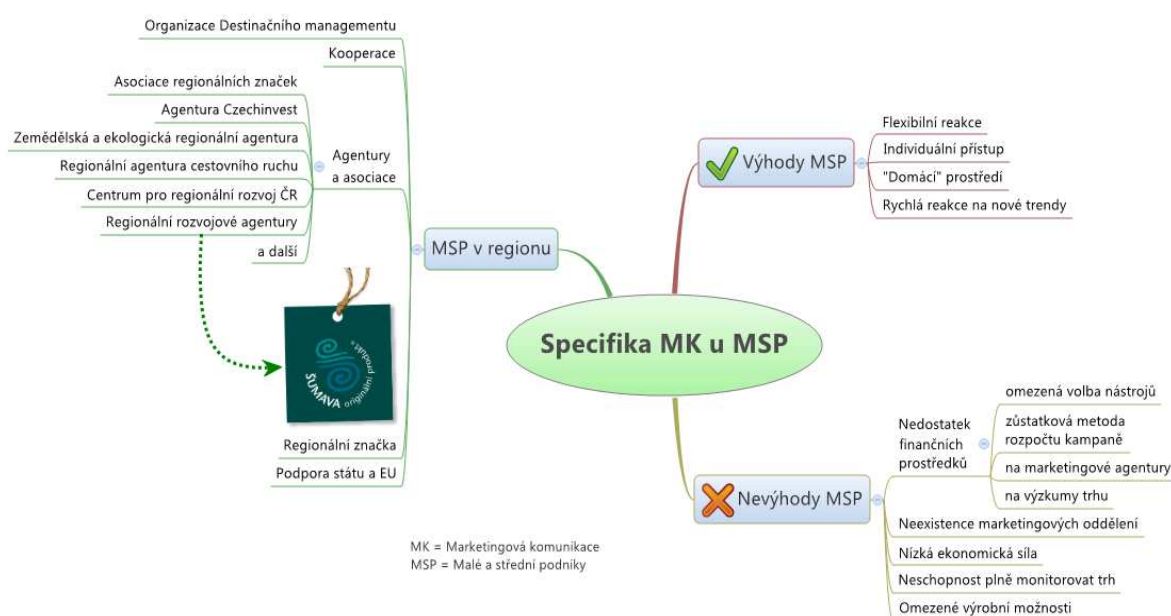 Organizace Destinačního managementu
Kooperace
Asociace regionálních značek
Agentura Czechinvest
Zemědělská a ekologická regionální agentura
Regionální agentura cestovního ruchu
Centrum pro regionální rozvoj ČR
Regionální rozvojové agentury
a další
Agentury
a asociace
MSP v regionu
ŠUMAVA originální produkt®
Regionální značka
Podpora státu a EU
Specifika MK u MSP
Výhody MSP
Flexibilní reakce
Individuální přístup
"Domácí" prostředí
Rychlá reakce na nové trendy
Nevýhody MSP
Nedostatek
finančních
prostředků
omezená volba nástrojů
zůstatková metoda
rozpočtu kampaně
na marketingové agentury
na výzkumy trhu
Neexistence marketingových oddělení
Nízká ekonomická síla
Neschopnost plně monitorovat trh
Omezené výrobní možnosti
MK = Marketingová komunikace
MSP = Malé a střední podniky